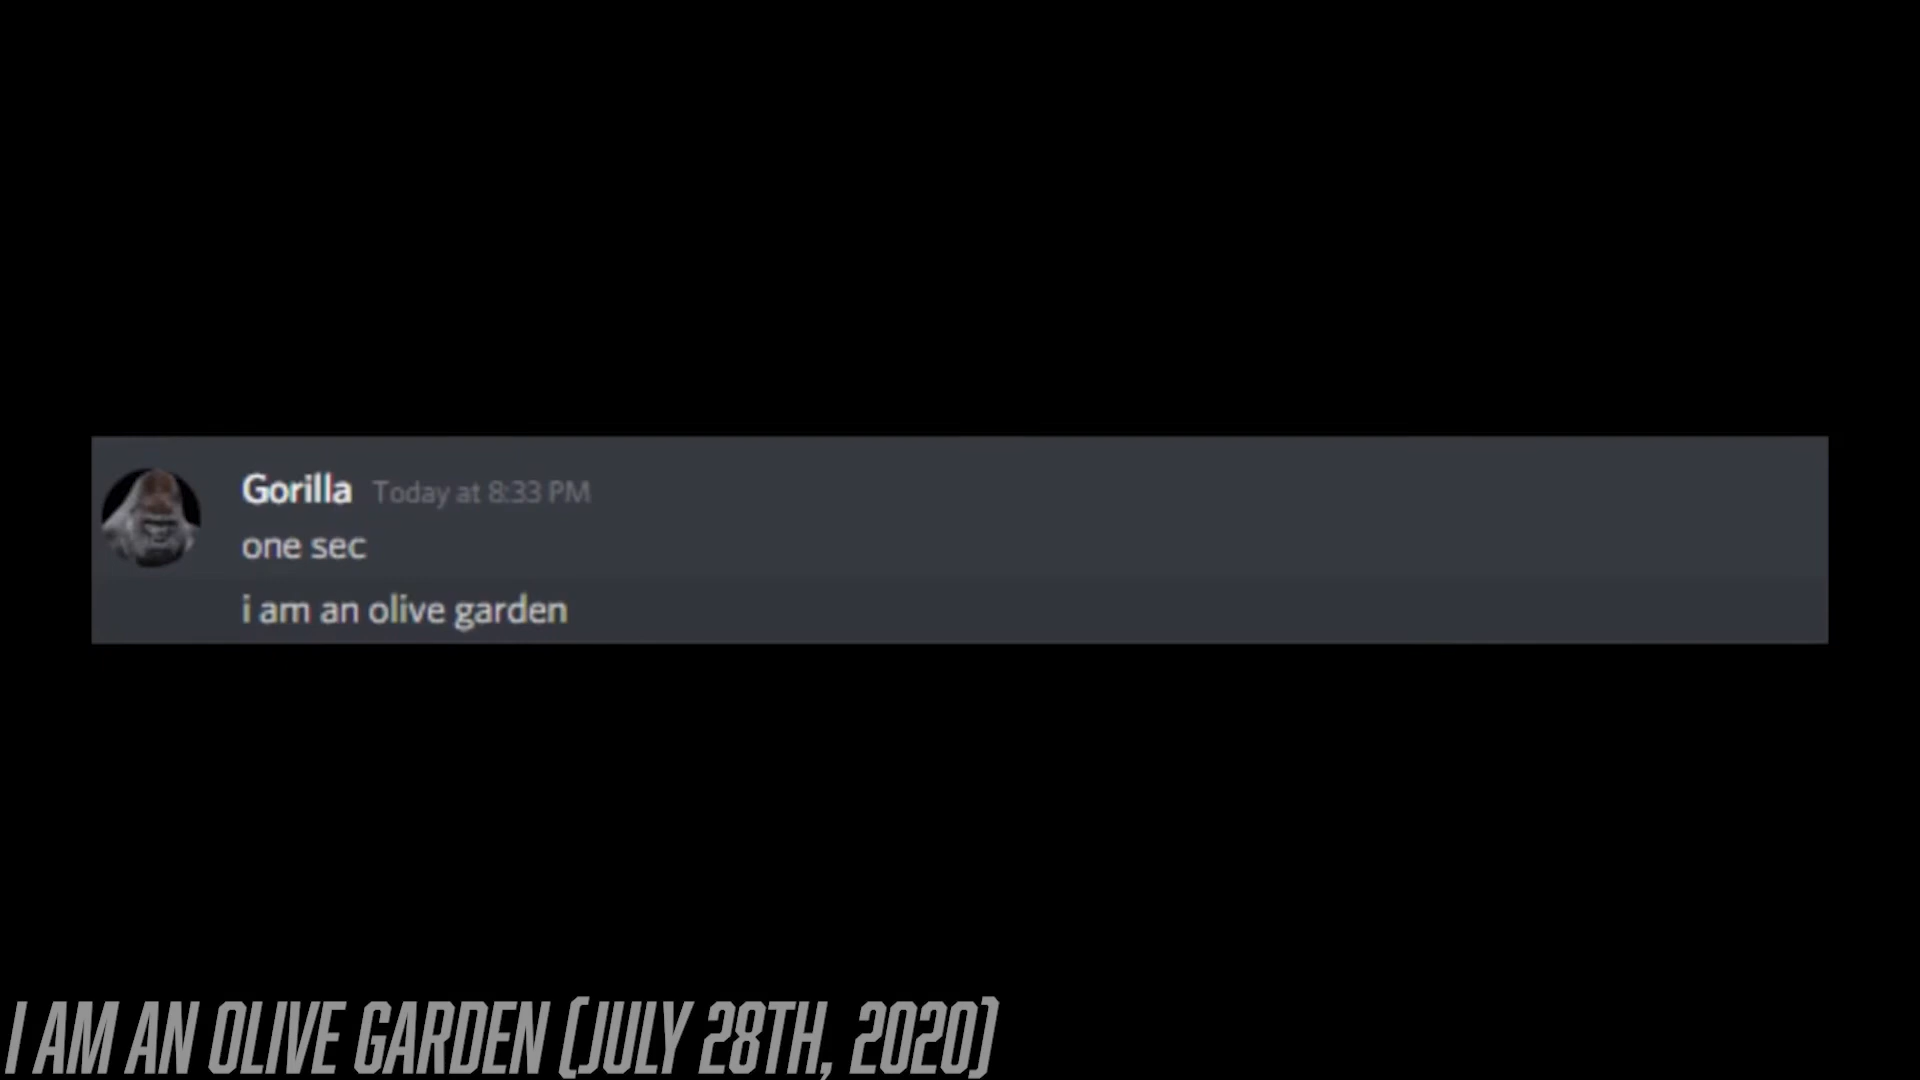 Gorilla Today at 8:33 PM
one sec
i am an olive garden
I AM AN OLIVE GARDEN (JULY 28TH, 2020)